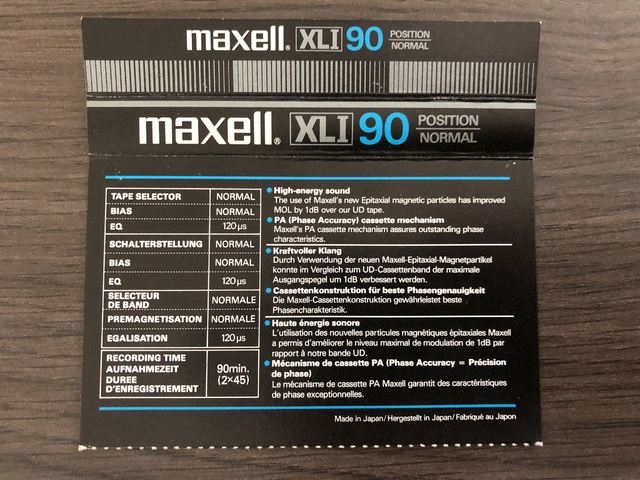 maxell® XLI 90 POSITION NORMAL
maxell® XLI 90 POSITION NORMAL
TAPE SELECTOR NORMAL
BIAS NORMAL
EQ 120 µs
SCHALTERSTELLUNG NORMAL
BIAS NORMAL
EQ 120 µs
SELECTEUR DE BAND NORMALE
PREMAGNETISATION NORMALE
EGALISATION 120 µs
RECORDING TIME
AUFNAHMEZEIT 90min.
DUREE (2×45)
D'ENREGISTREMENT
• High-energy sound
The use of Maxell's new Epitaxial magnetic particles has improved
MOL by 1dB over our UD tape.
• PA (Phase Accuracy) cassette mechanism
Maxell's PA cassette mechanism assures outstanding phase
characteristics.
• Kraftvoller Klang
Durch Verwendung der neuen Maxell-Epitaxial-Magnetpartikel
konnte im Vergleich zum UD-Cassettenband der maximale
Ausgangspegel um 1dB verbessert werden.
• Cassettenkonstruktion für beste Phasengenauigkeit
Die Maxell-Cassettenkonstruktion gewährleistet beste
Phasencharakteristik.
• Haute énergie sonore
L'utilisation des nouvelles particules magnétiques épitaxiales Maxell
a permis d'améliorer le niveau maximal de modulation de 1dB par
rapport à notre bande UD.
• Mécanisme de cassette PA (Phase Accuracy = Précision
de phase)
Le mécanisme de cassette PA Maxell garantit des caractéristiques
de phase exceptionnelles.
Made in Japan/Hergestellt in Japan/Fabriqué au Japon